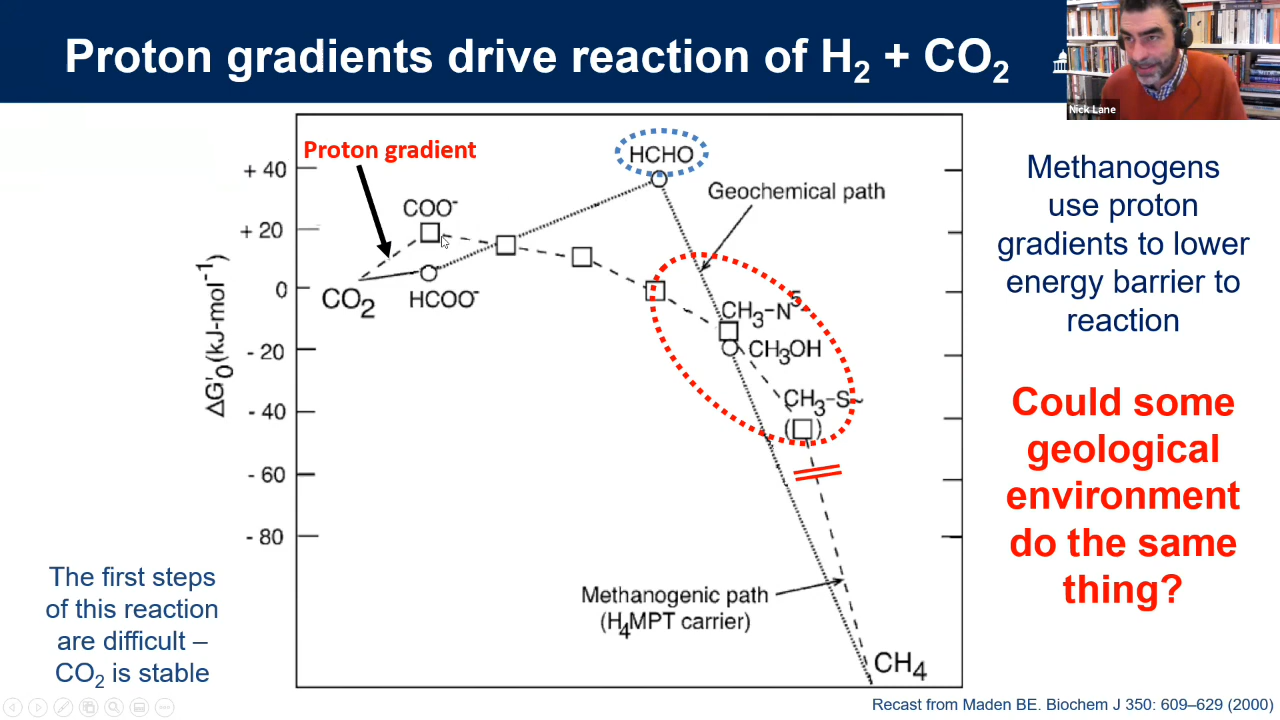 Proton gradients drive reaction of H₂ + CO₂
Nick Lane
Proton gradient
HCHO
Geochemical path
COO⁻
CO₂
HCOO⁻
CH₃-N⁵-
CH₃OH
CH₃-S~
Methanogenic path
(H₄MPT carrier)
CH₄
+ 40
+ 20
0
- 20
- 40
- 60
- 80
ΔG'₀(kJ-mol⁻¹)
Methanogens
use proton
gradients to lower
energy barrier to
reaction
Could some
geological
environment
do the same
thing?
The first steps
of this reaction
are difficult –
CO₂ is stable
Recast from Maden BE. Biochem J 350: 609–629 (2000)